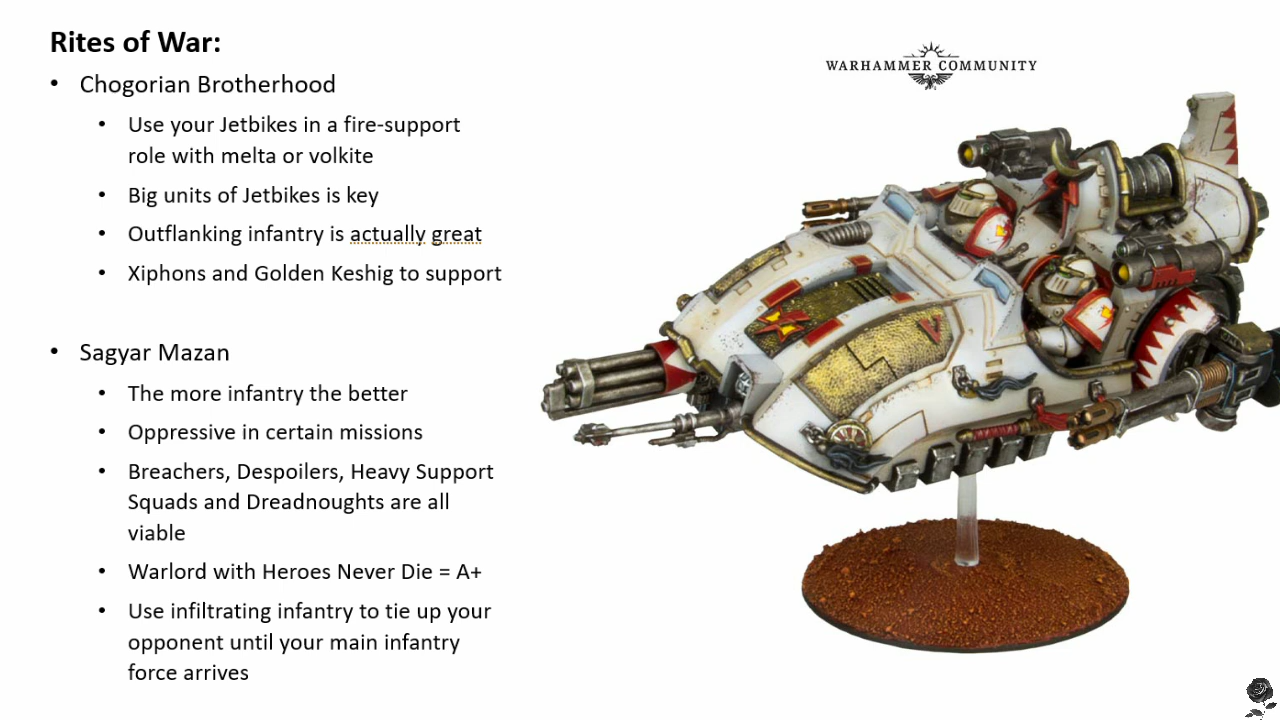 Rites of War:
• Chogorian Brotherhood
• Use your Jetbikes in a fire-support
role with melta or volkite
• Big units of Jetbikes is key
• Outflanking infantry is actually great
• Xiphons and Golden Keshig to support
• Sagyar Mazan
• The more infantry the better
• Oppressive in certain missions
• Breachers, Despoilers, Heavy Support
Squads and Dreadnoughts are all
viable
• Warlord with Heroes Never Die = A+
• Use infiltrating infantry to tie up your
opponent until your main infantry
force arrives
WARHAMMER COMMUNITY